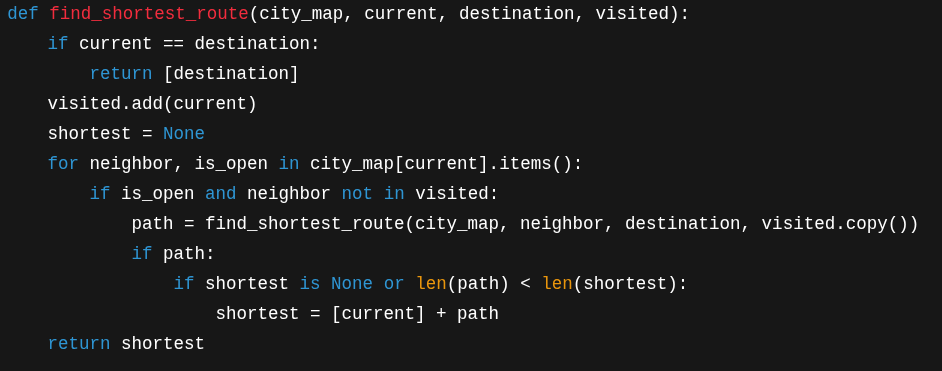 def find_shortest_route(city_map, current, destination, visited):
    if current == destination:
        return [destination]
    visited.add(current)
    shortest = None
    for neighbor, is_open in city_map[current].items():
        if is_open and neighbor not in visited:
            path = find_shortest_route(city_map, neighbor, destination, visited.copy())
            if path:
                if shortest is None or len(path) < len(shortest):
                    shortest = [current] + path
    return shortest